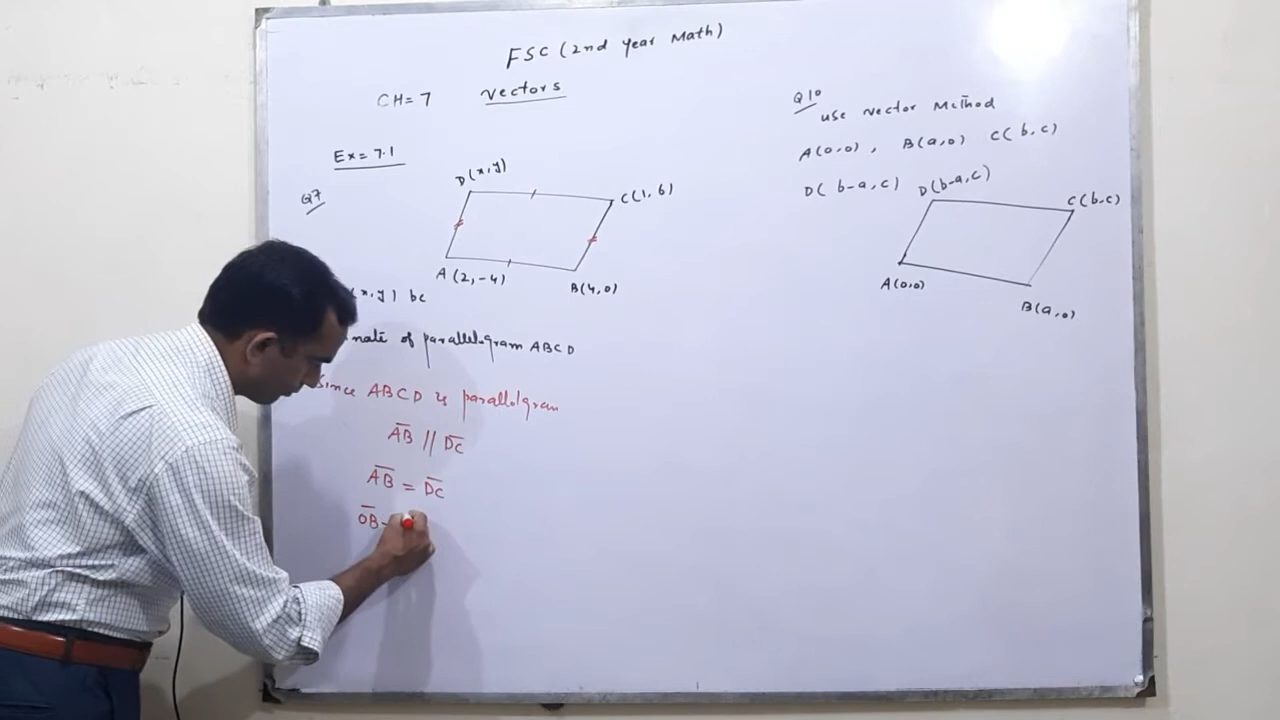 FSC (2nd Year Math)
CH= 7 Vectors
Ex= 7.1
Q7
D(x,y)
C(1,6)
A(2,-4)
B(4,0)
x,y) be
nate of parallelogram ABCD
Since ABCD is parallelgram
AB // DC
AB = DC
OB-
Q10
use vector Method
A(0,0), B(a,0) C(b,c)
D(b-a,c)
D(b-a,c)
C(b,c)
A(0,0)
B(a,0)